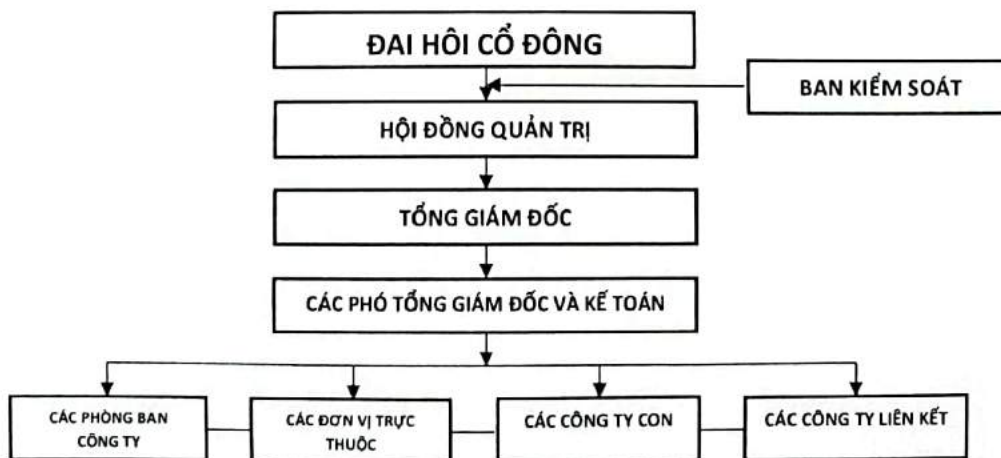 ĐAI HÔI CỔ ĐÔNG
BAN KIỂM SOÁT
HỘI ĐỒNG QUẢN TRỊ
TỔNG GIÁM ĐỐC
CÁC PHÓ TỔNG GIÁM ĐỐC VÀ KẾ TOÁN
CÁC PHÒNG BAN
CÔNG TY
CÁC ĐƠN VỊ TRỰC
THUỘC
CÁC CÔNG TY CON
CÁC CÔNG TY LIÊN KẾT